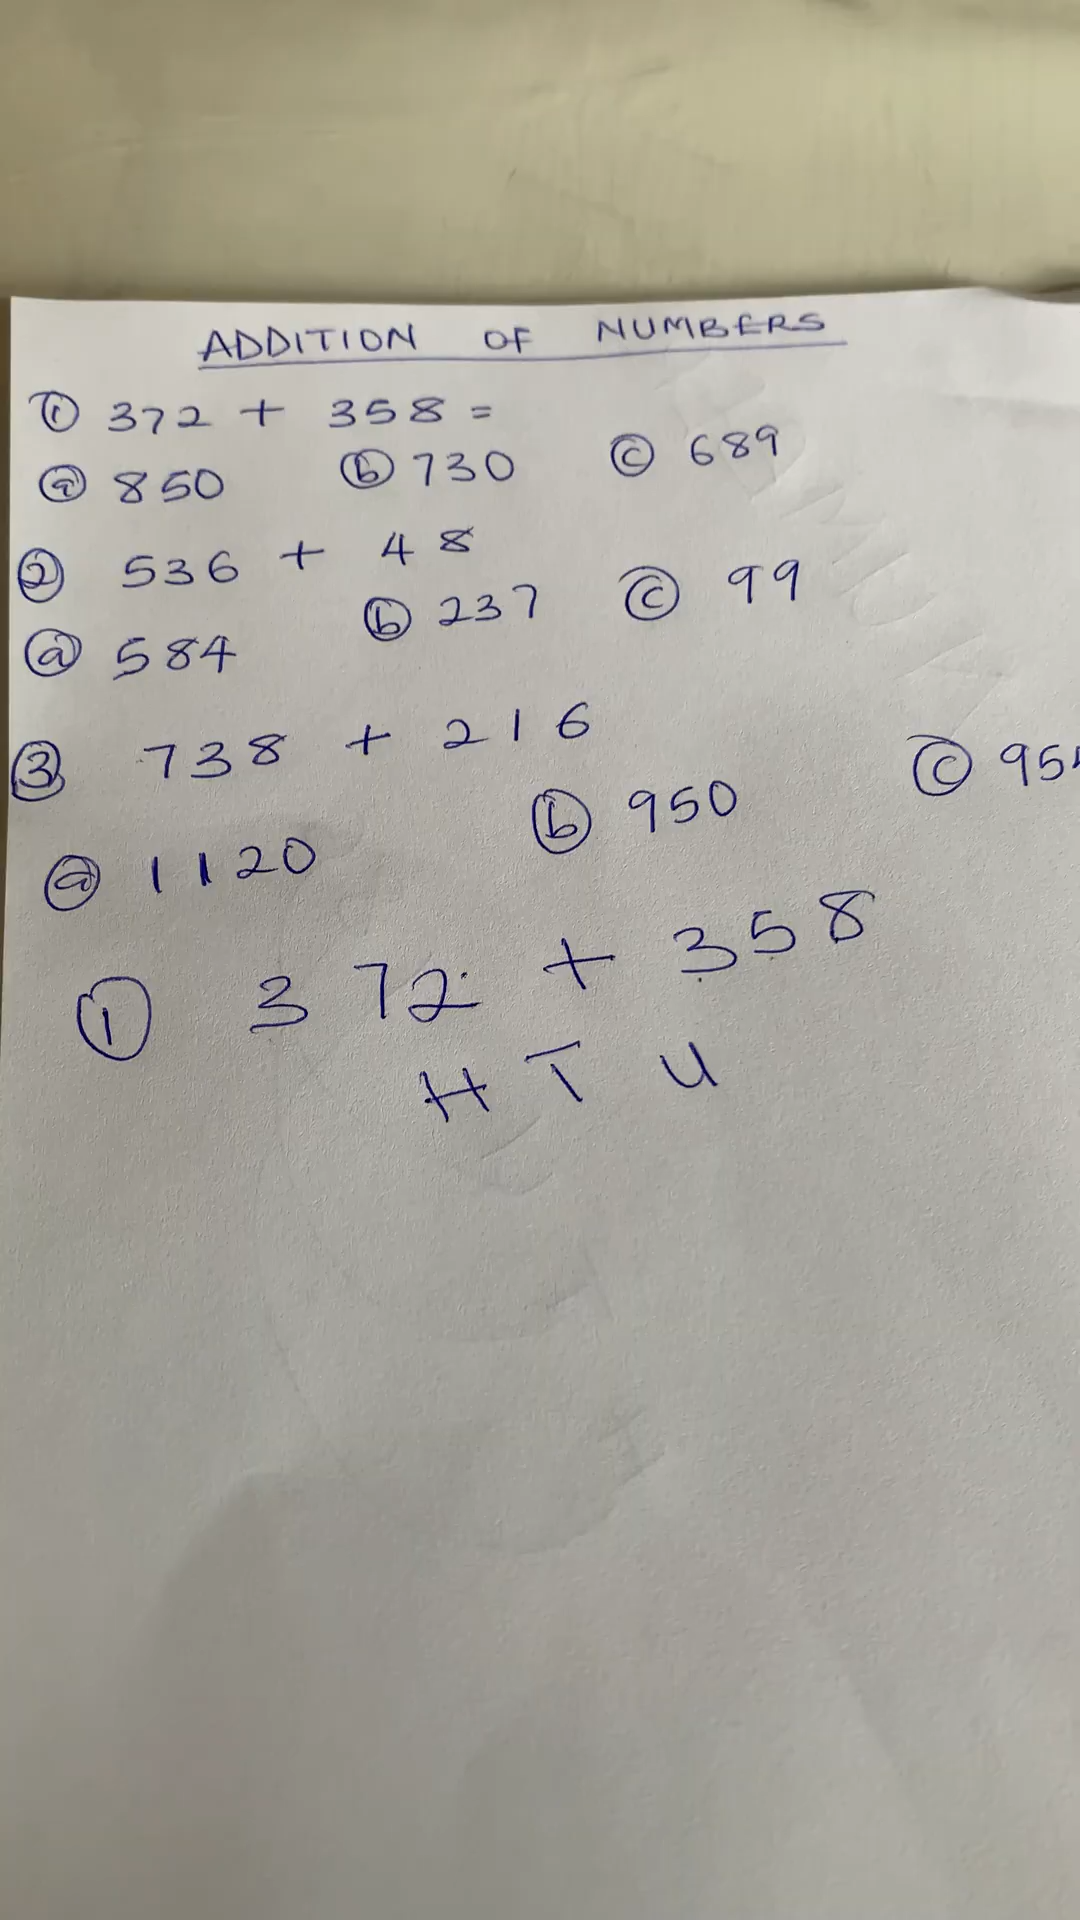 ADDITION OF NUMBERS
① 372 + 358 =
ⓐ 850 ⓑ 730 ⓒ 689
② 536 + 48
ⓐ 584 ⓑ 237 ⓒ 99
③ 738 + 216
ⓐ 1120 ⓑ 950 ⓒ 95
① 372 + 358
H T U